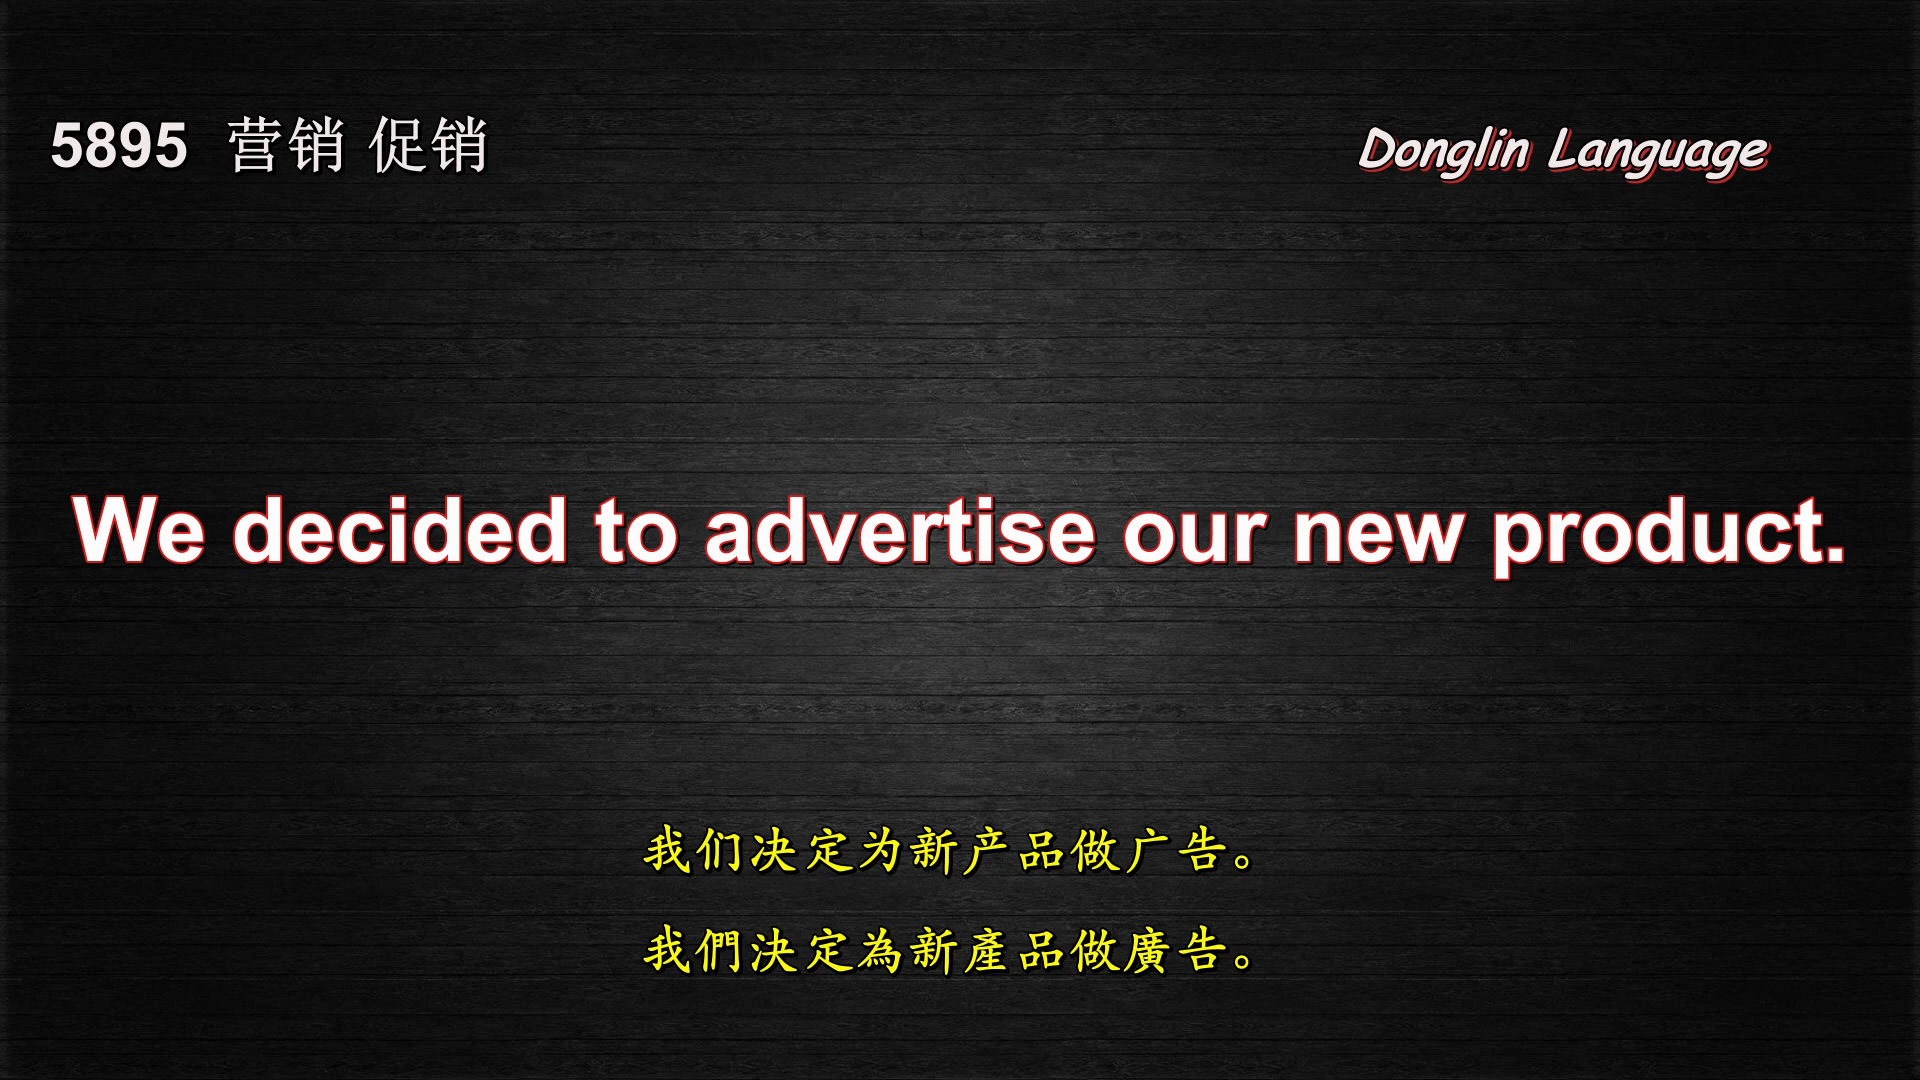 5895 营销 促销
Donglin Language
We decided to advertise our new product.
我们决定为新产品做广告。
我們決定為新產品做廣告。